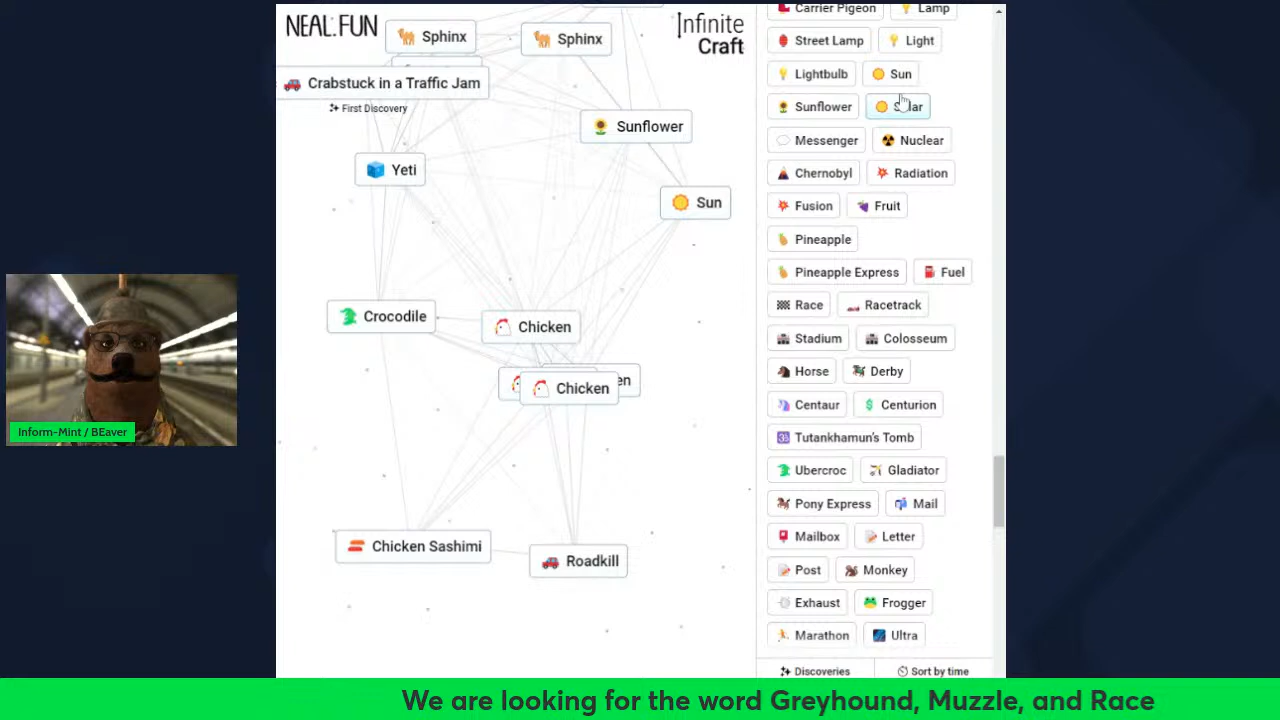 NEAL.FUN
Infinite
Craft
Sphinx
Sphinx
Crabstuck in a Traffic Jam
First Discovery
Sunflower
Yeti
Sun
Crocodile
Chicken
Chicken
en
Chicken Sashimi
Roadkill
Carrier Pigeon
Lamp
Street Lamp
Light
Lightbulb
Sun
Sunflower
Solar
Messenger
Nuclear
Chernobyl
Radiation
Fusion
Fruit
Pineapple
Pineapple Express
Fuel
Race
Racetrack
Stadium
Colosseum
Horse
Derby
Centaur
Centurion
Tutankhamun's Tomb
Ubercroc
Gladiator
Pony Express
Mail
Mailbox
Letter
Post
Monkey
Exhaust
Frogger
Marathon
Ultra
Discoveries
Sort by time
Inform-Mint / BEaver
We are looking for the word Greyhound, Muzzle, and Race